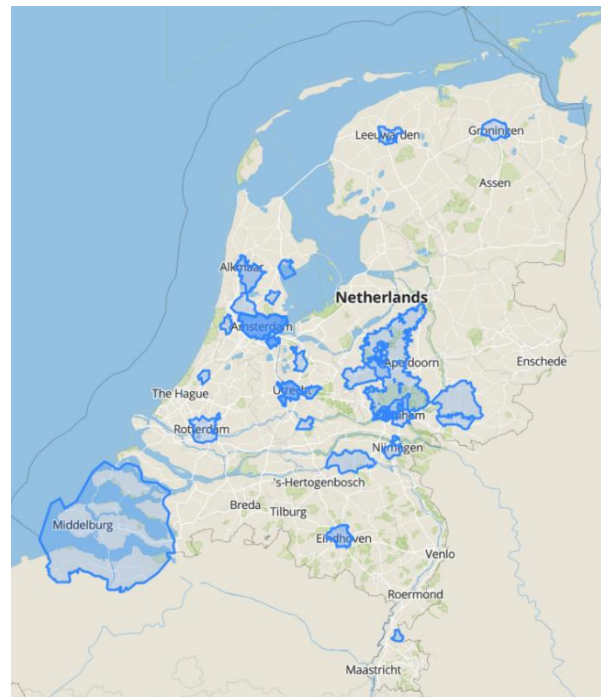 Leeuwarden
Groningen
Assen
Alkmaar
Netherlands
Amsterdam
Apeldoorn
Enschede
The Hague
Utrecht
Rotterdam
Nijmegen
's-Hertogenbosch
Breda
Tilburg
Middelburg
Eindhoven
Venlo
Roermond
Maastricht